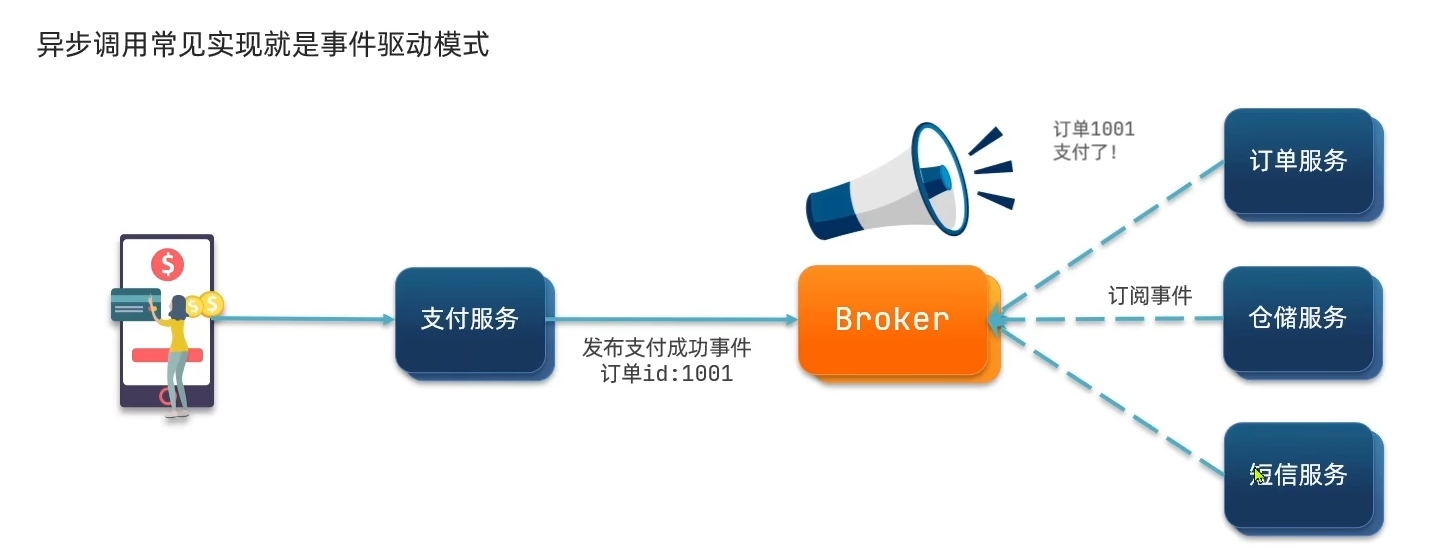 异步调用常见实现就是事件驱动模式
订单1001
支付了!
订单服务
$
$
$
支付服务
发布支付成功事件
订单id:1001
Broker
订阅事件
仓储服务
短信服务